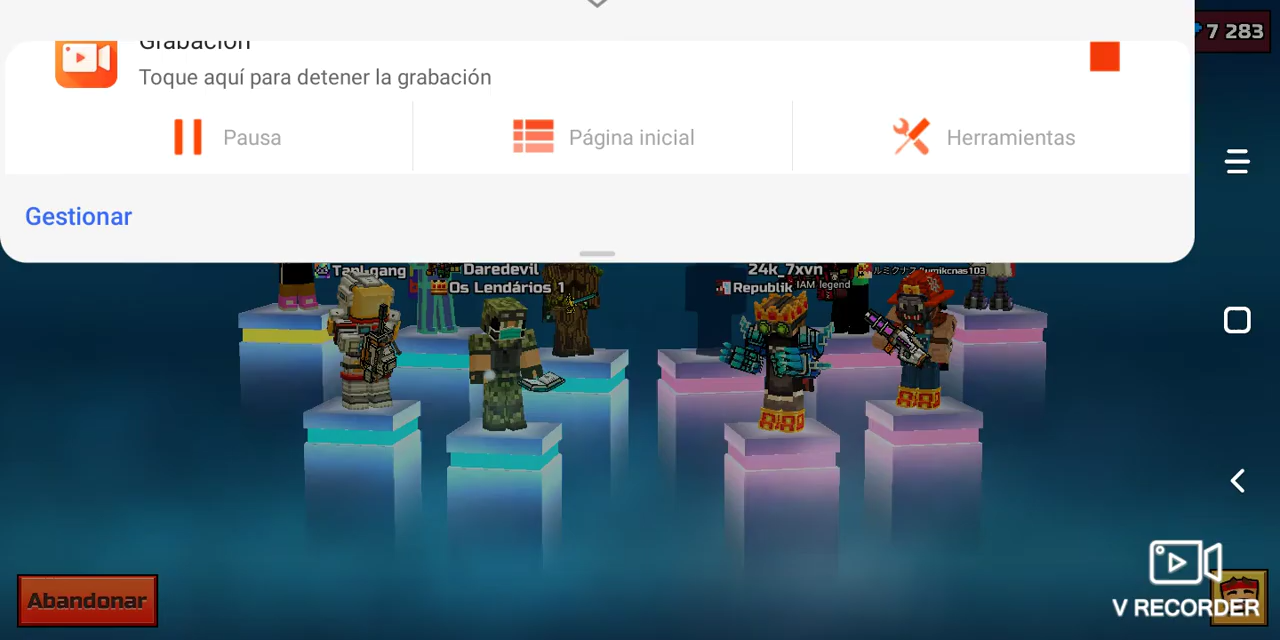 Grabación
7 283
Toque aquí para detener la grabación
Pausa
Página inicial
Herramientas
Gestionar
Daredevil
24k_7xvn
Os Lendários 1
Republik
IAM legend
Abandonar
V RECORDER